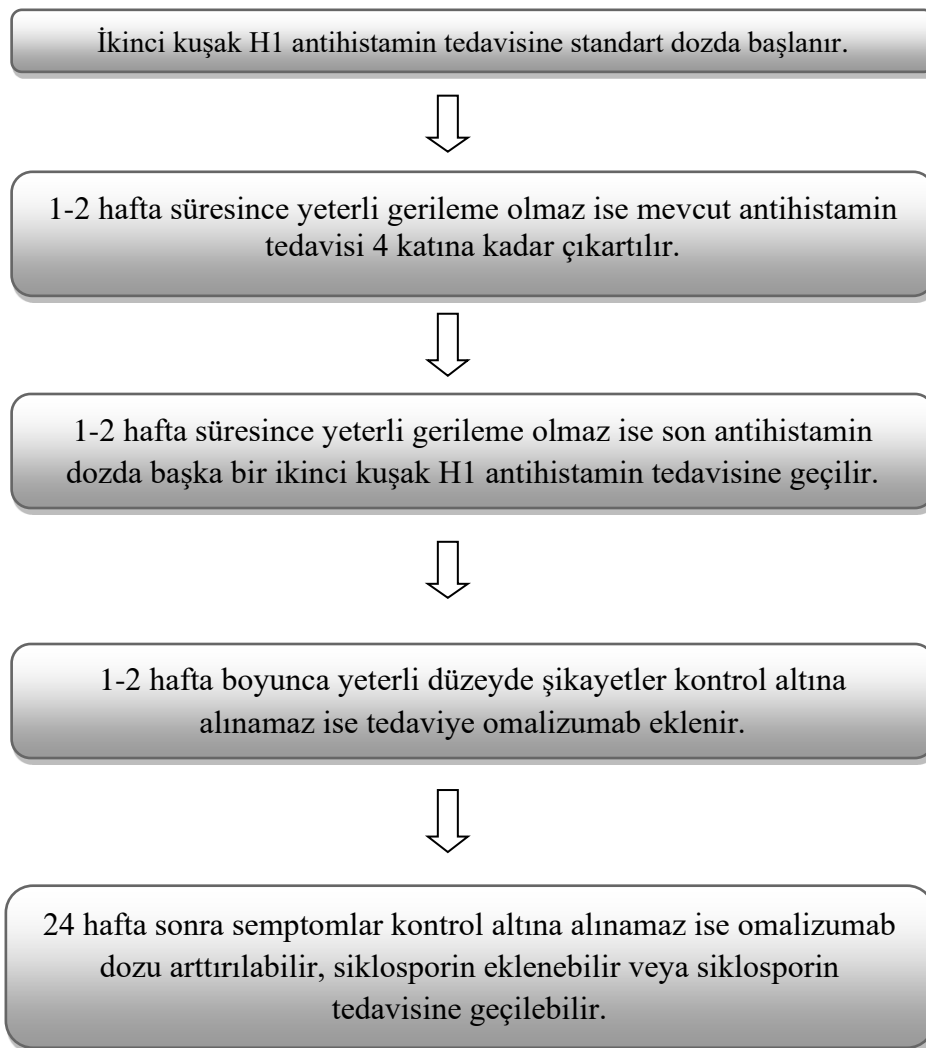 İkinci kuşak H1 antihistamin tedavisine standart dozda başlanır.
1-2 hafta süresince yeterli gerileme olmaz ise mevcut antihistamin
tedavisi 4 katına kadar çıkartılır.
1-2 hafta süresince yeterli gerileme olmaz ise son antihistamin
dozda başka bir ikinci kuşak H1 antihistamin tedavisine geçilir.
1-2 hafta boyunca yeterli düzeyde şikayetler kontrol altına
alınamaz ise tedaviye omalizumab eklenir.
24 hafta sonra semptomlar kontrol altına alınamaz ise omalizumab
dozu arttırılabilir, siklosporin eklenebilir veya siklosporin
tedavisine geçilebilir.